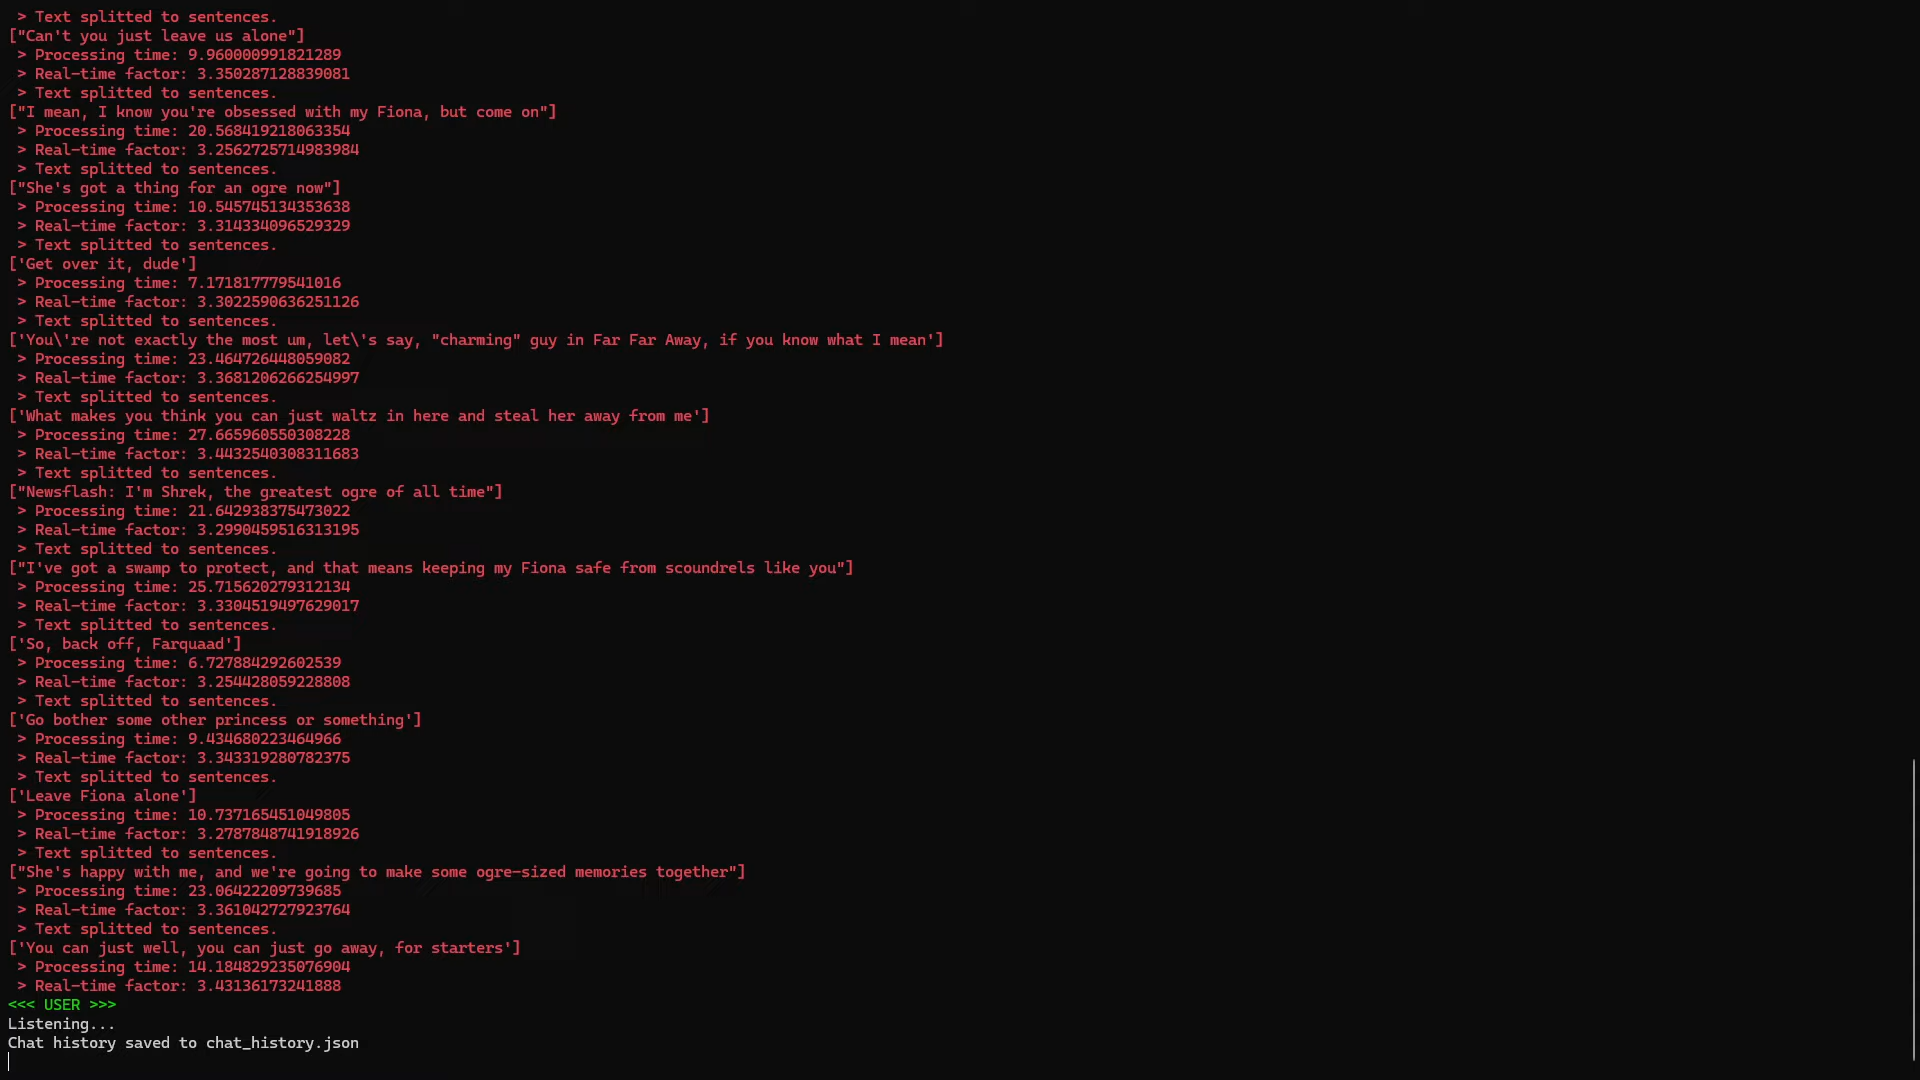 > Text splitted to sentences.
["Can't you just leave us alone"]
> Processing time: 9.960000991821289
> Real-time factor: 3.350287128839081
> Text splitted to sentences.
["I mean, I know you're obsessed with my Fiona, but come on"]
> Processing time: 20.568419218063354
> Real-time factor: 3.2562725714983984
> Text splitted to sentences.
["She's got a thing for an ogre now"]
> Processing time: 10.545745134353638
> Real-time factor: 3.314334096529329
> Text splitted to sentences.
['Get over it, dude']
> Processing time: 7.171817779541016
> Real-time factor: 3.3022590636251126
> Text splitted to sentences.
['You\'re not exactly the most um, let\'s say, "charming" guy in Far Far Away, if you know what I mean']
> Processing time: 23.464726448059082
> Real-time factor: 3.3681206266254997
> Text splitted to sentences.
['What makes you think you can just waltz in here and steal her away from me']
> Processing time: 27.665960550308228
> Real-time factor: 3.4432540308311683
> Text splitted to sentences.
["Newsflash: I'm Shrek, the greatest ogre of all time"]
> Processing time: 21.642938375473022
> Real-time factor: 3.2990459516313195
> Text splitted to sentences.
["I've got a swamp to protect, and that means keeping my Fiona safe from scoundrels like you"]
> Processing time: 25.715620279312134
> Real-time factor: 3.3304519497629017
> Text splitted to sentences.
['So, back off, Farquaad']
> Processing time: 6.727884292602539
> Real-time factor: 3.254428059228808
> Text splitted to sentences.
['Go bother some other princess or something']
> Processing time: 9.434680223464966
> Real-time factor: 3.343319280782375
> Text splitted to sentences.
['Leave Fiona alone']
> Processing time: 10.737165451049805
> Real-time factor: 3.2787848741918926
> Text splitted to sentences.
["She's happy with me, and we're going to make some ogre-sized memories together"]
> Processing time: 23.06422209739685
> Real-time factor: 3.361042727923764
> Text splitted to sentences.
['You can just well, you can just go away, for starters']
> Processing time: 14.184829235076904
> Real-time factor: 3.43136173241888
<<< USER >>>
Listening...
Chat history saved to chat_history.json